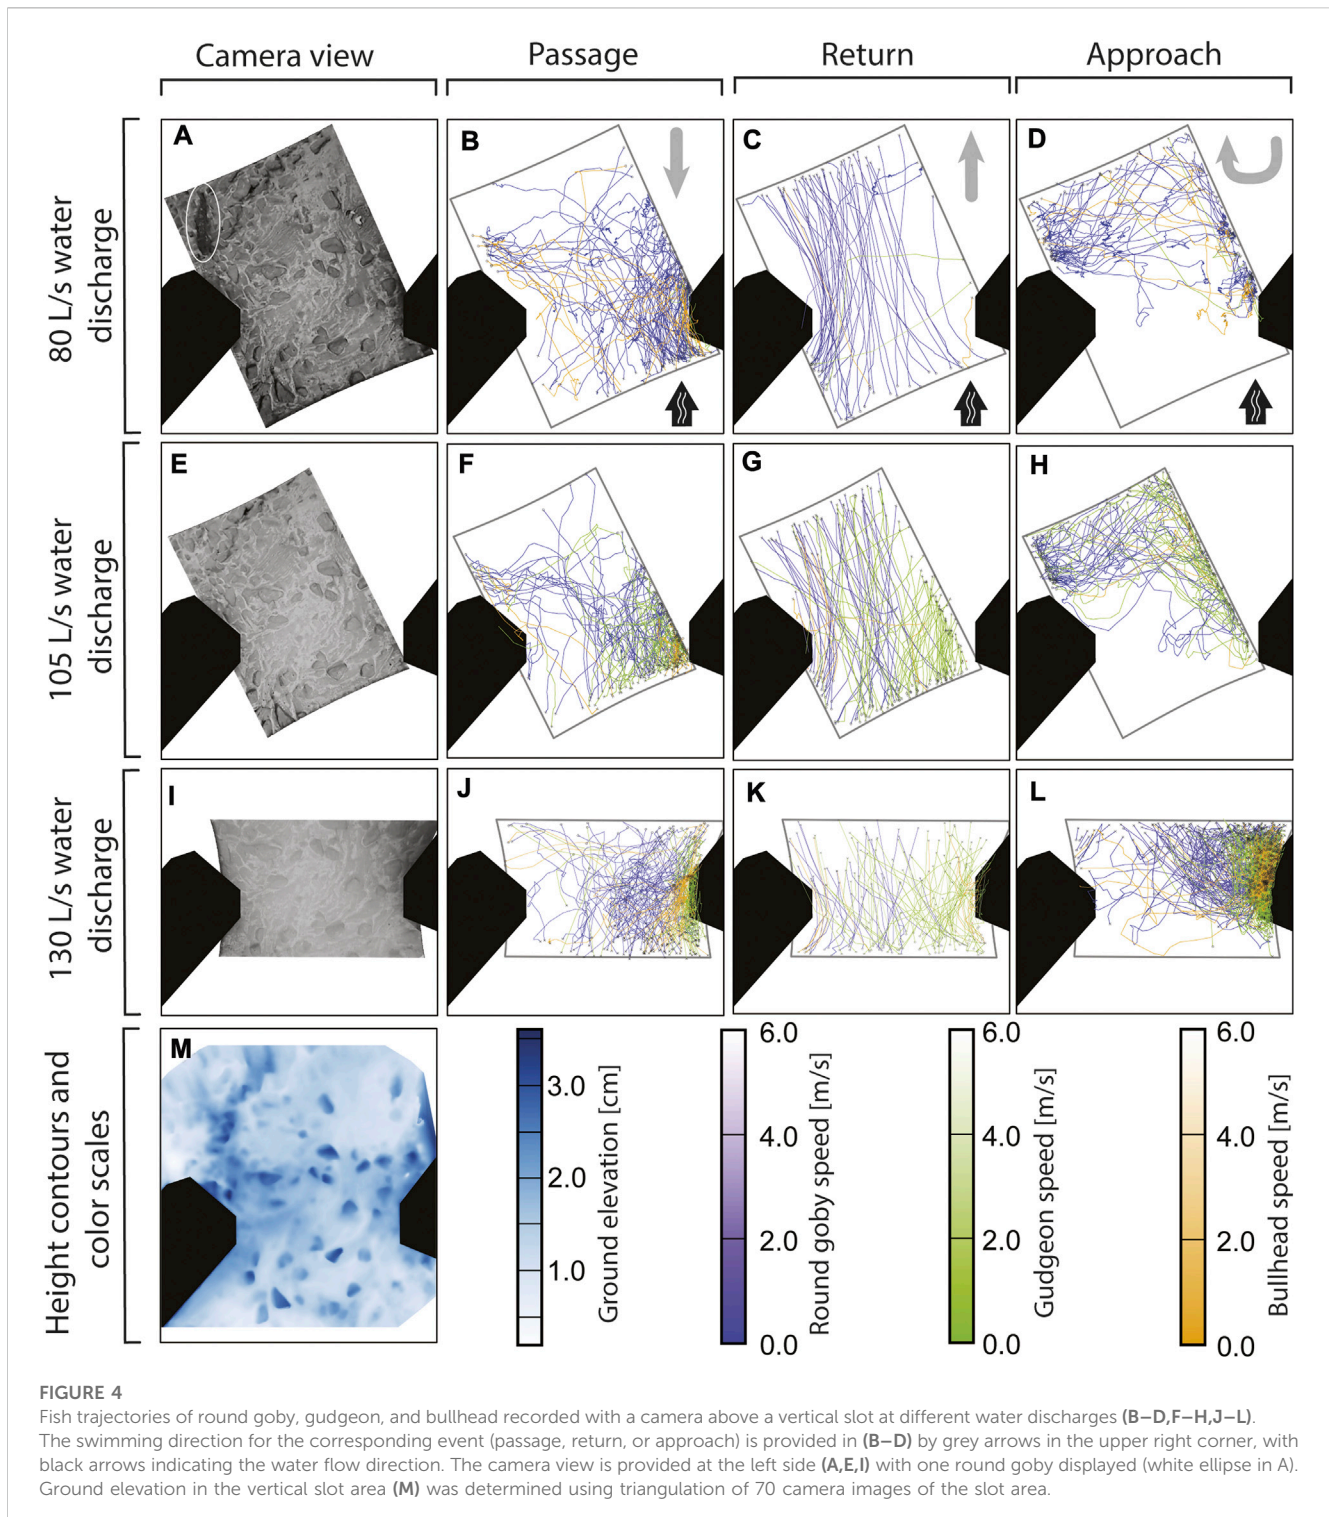 Camera view
Passage
Return
Approach
80 L/s water
discharge
A
B
C
D
105 L/s water
discharge
E
F
G
H
130 L/s water
discharge
I
J
K
L
Height contours and
color scales
M
3.0
2.0
1.0
Ground elevation [cm]
6.0
4.0
2.0
0.0
Round goby speed [m/s]
6.0
4.0
2.0
0.0
Gudgeon speed [m/s]
6.0
4.0
2.0
0.0
Bullhead speed [m/s]
FIGURE 4
Fish trajectories of round goby, gudgeon, and bullhead recorded with a camera above a vertical slot at different water discharges (B–D,F–H,J–L).
The swimming direction for the corresponding event (passage, return, or approach) is provided in (B–D) by grey arrows in the upper right corner, with
black arrows indicating the water flow direction. The camera view is provided at the left side (A,E,I) with one round goby displayed (white ellipse in A).
Ground elevation in the vertical slot area (M) was determined using triangulation of 70 camera images of the slot area.